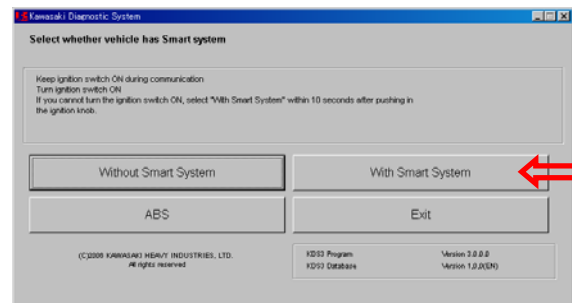 Kawasaki Diagnostic System
Select whether vehicle has Smart system
Keep ignition switch ON during communication
Turn ignition switch ON
If you cannot turn the ignition switch ON, select "With Smart System" within 10 seconds after pushing in
the ignition knob.
Without Smart System
With Smart System
ABS
Exit
(C)2006 KAWASAKI HEAVY INDUSTRIES, LTD.
All rights reserved
KDS3 Program Version 3.0.0.0
KDS3 Database Version 1,0,0(EN)